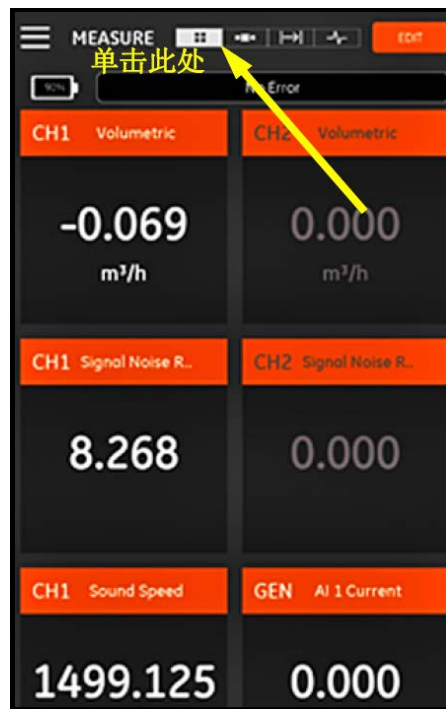 MEASURE EDIT
单击此处
90% No Error
CH1 Volumetric CH2 Volumetric
-0.069 0.000
m³/h m³/h
CH1 Signal Noise R... CH2 Signal Noise R...
8.268 0.000
CH1 Sound Speed GEN AI 1 Current
1499.125 0.000